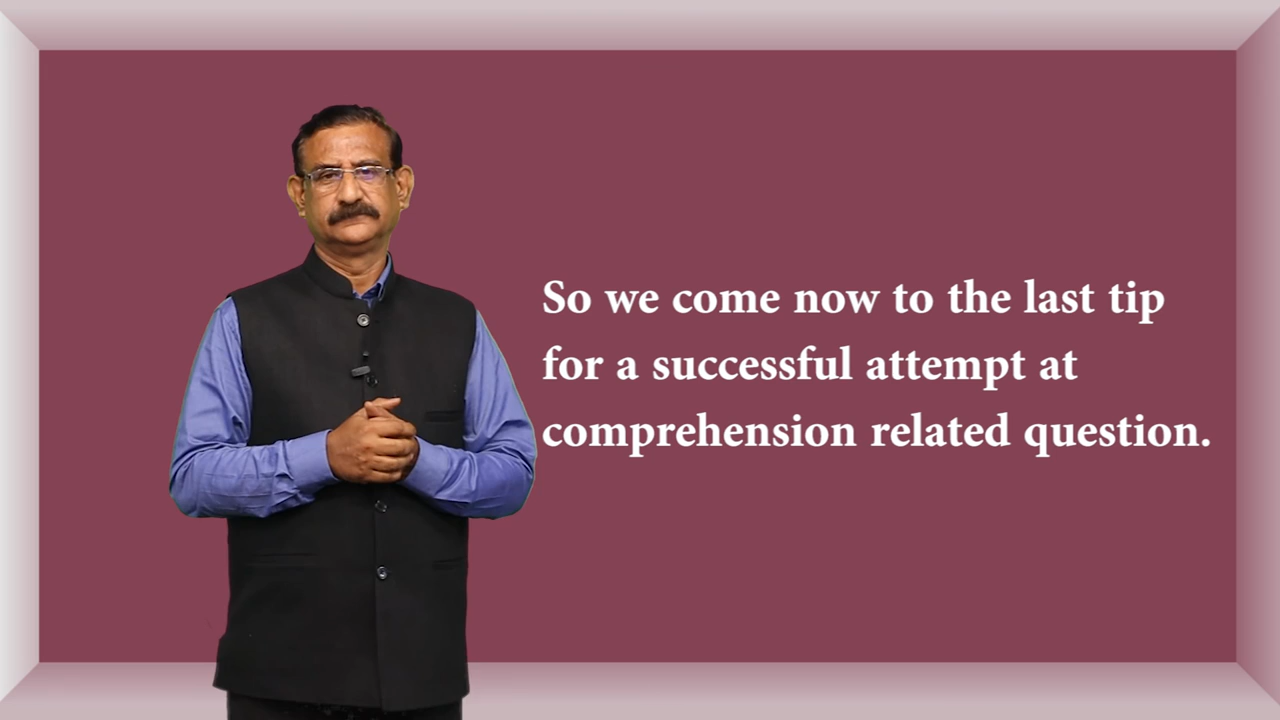 So we come now to the last tip
for a successful attempt at
comprehension related question.